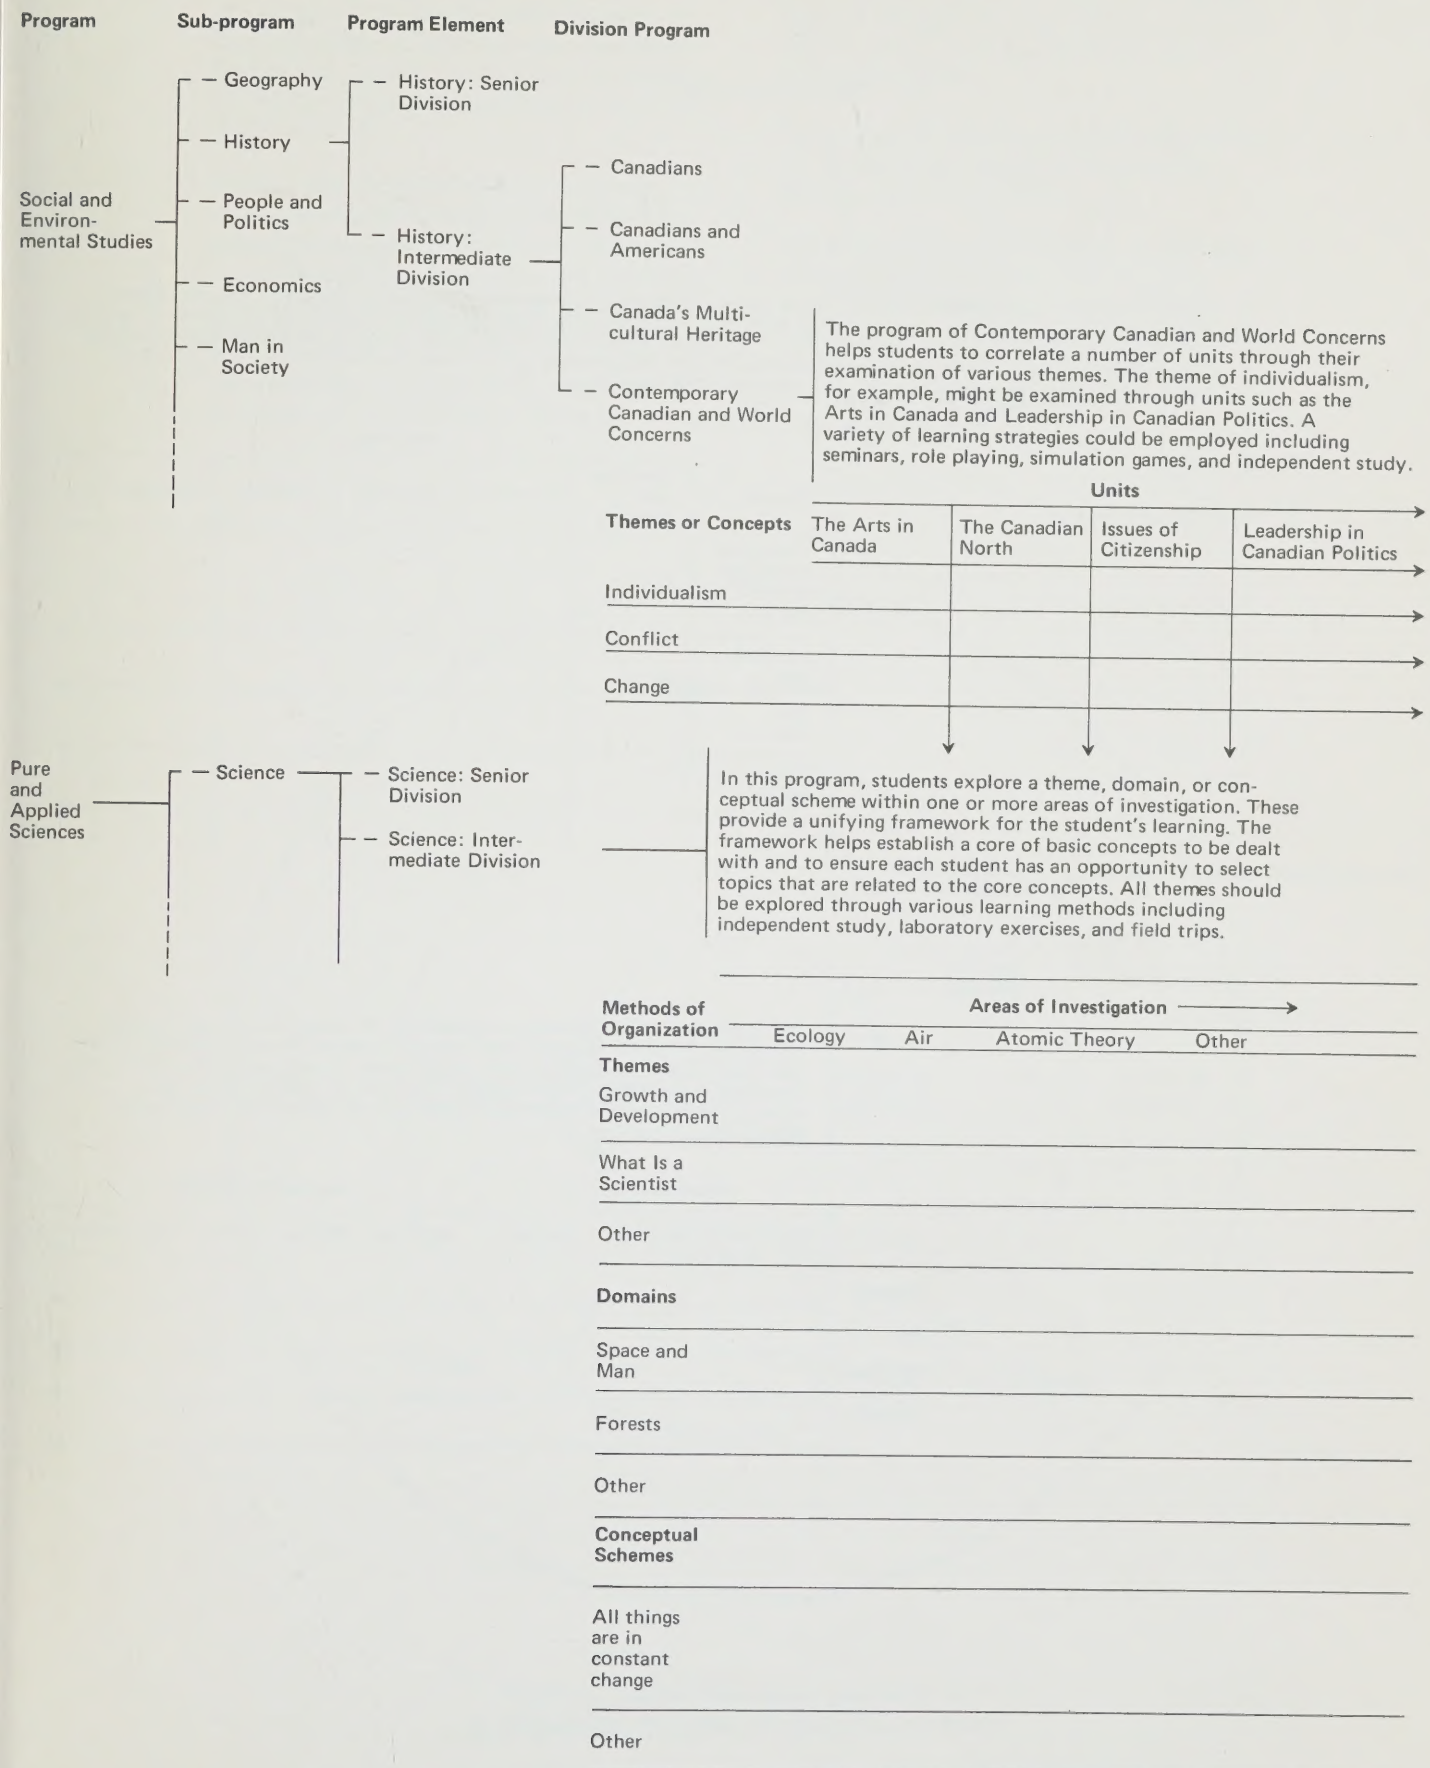 Program Sub-program Program Element Division Program
Social and
Environ-
mental Studies
Geography
History
People and
Politics
Economics
Man in
Society
History: Senior
Division
History:
Intermediate
Division
Canadians
Canadians and
Americans
Canada's Multi-
cultural Heritage
Contemporary
Canadian and World
Concerns
The program of Contemporary Canadian and World Concerns
helps students to correlate a number of units through their
examination of various themes. The theme of individualism,
for example, might be examined through units such as the
Arts in Canada and Leadership in Canadian Politics. A
variety of learning strategies could be employed including
seminars, role playing, simulation games, and independent study.
Units
Themes or Concepts
The Arts in
Canada
The Canadian
North
Issues of
Citizenship
Leadership in
Canadian Politics
Individualism
Conflict
Change
Pure
and
Applied
Sciences
Science
Science: Senior
Division
Science: Inter-
mediate Division
In this program, students explore a theme, domain, or con-
ceptual scheme within one or more areas of investigation. These
provide a unifying framework for the student's learning. The
framework helps establish a core of basic concepts to be dealt
with and to ensure each student has an opportunity to select
topics that are related to the core concepts. All themes should
be explored through various learning methods including
independent study, laboratory exercises, and field trips.
Methods of
Organization
Areas of Investigation
Ecology Air Atomic Theory Other
Themes
Growth and
Development
What Is a
Scientist
Other
Domains
Space and
Man
Forests
Other
Conceptual
Schemes
All things
are in
constant
change
Other